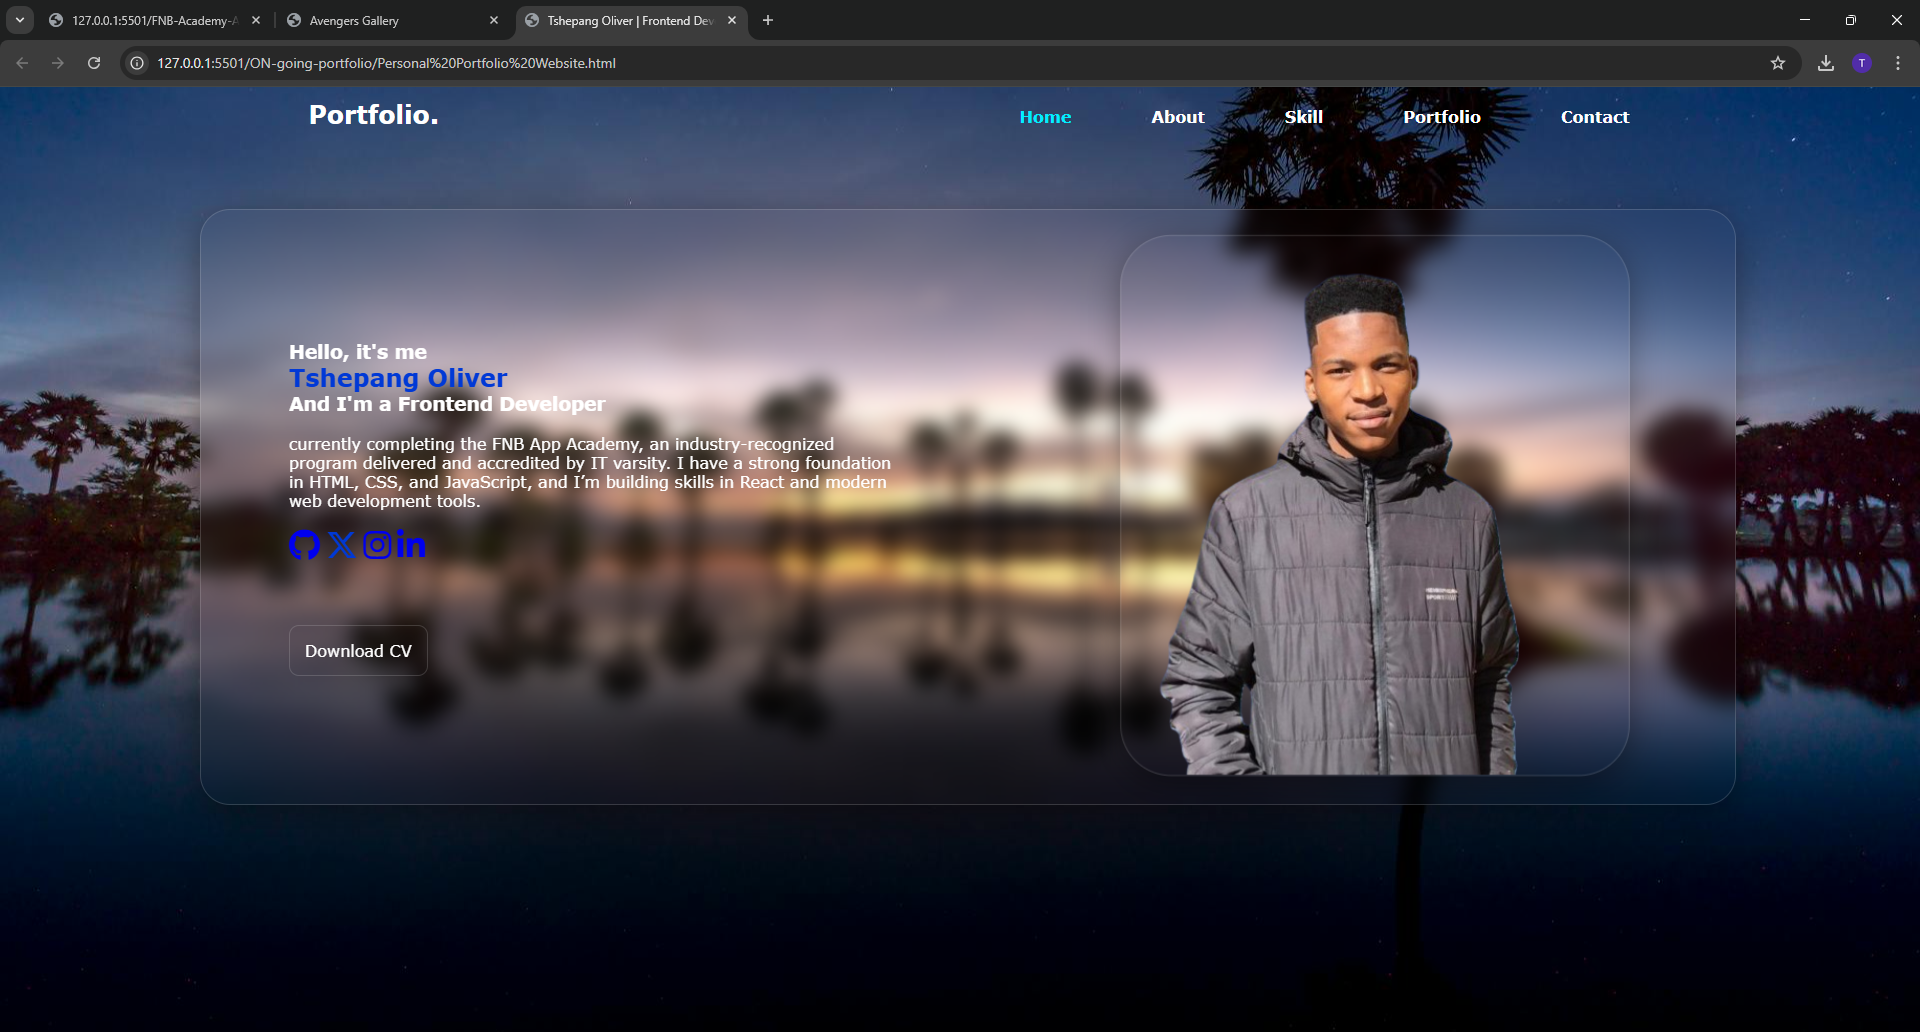 127.0.0.1:5501/FNB-Academy-A
Avengers Gallery
Tshepang Oliver | Frontend Dev
127.0.0.1:5501/ON-going-portfolio/Personal%20Portfolio%20Website.html
T
Portfolio.
Home
About
Skill
Portfolio
Contact
Hello, it's me
Tshepang Oliver
And I'm a Frontend Developer
currently completing the FNB App Academy, an industry-recognized
program delivered and accredited by IT varsity. I have a strong foundation
in HTML, CSS, and JavaScript, and I’m building skills in React and modern
web development tools.
Download CV